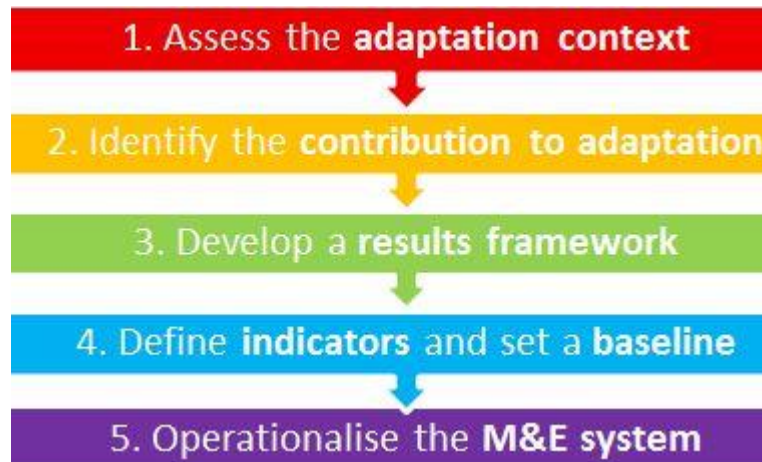 1. Assess the adaptation context
2. Identify the contribution to adaptation
3. Develop a results framework
4. Define indicators and set a baseline
5. Operationalise the M&E system